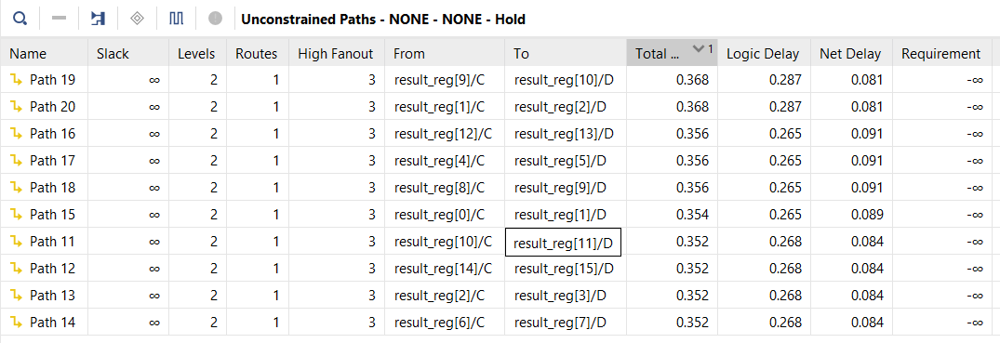 Unconstrained Paths - NONE - NONE - Hold
Name Slack Levels Routes High Fanout From To Total ... 1 Logic Delay Net Delay Requirement
Path 19 ∞ 2 1 3 result_reg[9]/C result_reg[10]/D 0.368 0.287 0.081 -∞
Path 20 ∞ 2 1 3 result_reg[1]/C result_reg[2]/D 0.368 0.287 0.081 -∞
Path 16 ∞ 2 1 3 result_reg[12]/C result_reg[13]/D 0.356 0.265 0.091 -∞
Path 17 ∞ 2 1 3 result_reg[4]/C result_reg[5]/D 0.356 0.265 0.091 -∞
Path 18 ∞ 2 1 3 result_reg[8]/C result_reg[9]/D 0.356 0.265 0.091 -∞
Path 15 ∞ 2 1 3 result_reg[0]/C result_reg[1]/D 0.354 0.265 0.089 -∞
Path 11 ∞ 2 1 3 result_reg[10]/C result_reg[11]/D 0.352 0.268 0.084 -∞
Path 12 ∞ 2 1 3 result_reg[14]/C result_reg[15]/D 0.352 0.268 0.084 -∞
Path 13 ∞ 2 1 3 result_reg[2]/C result_reg[3]/D 0.352 0.268 0.084 -∞
Path 14 ∞ 2 1 3 result_reg[6]/C result_reg[7]/D 0.352 0.268 0.084 -∞